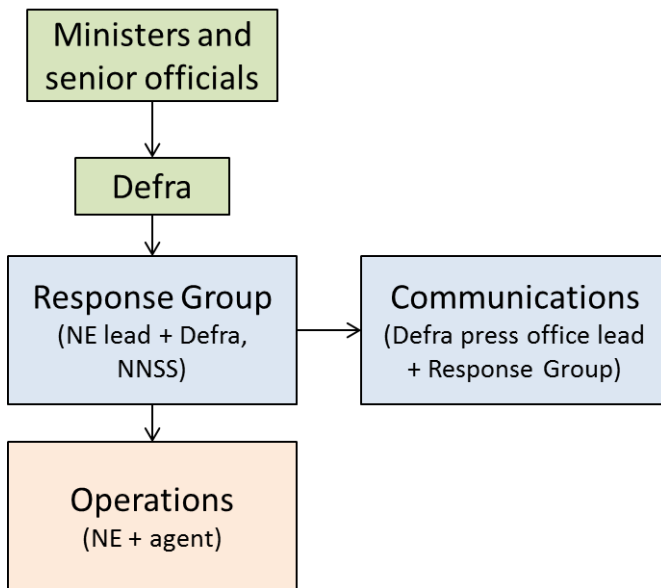 Ministers and
senior officials
Defra
Response Group
(NE lead + Defra,
NNSS)
Communications
(Defra press office lead
+ Response Group)
Operations
(NE + agent)